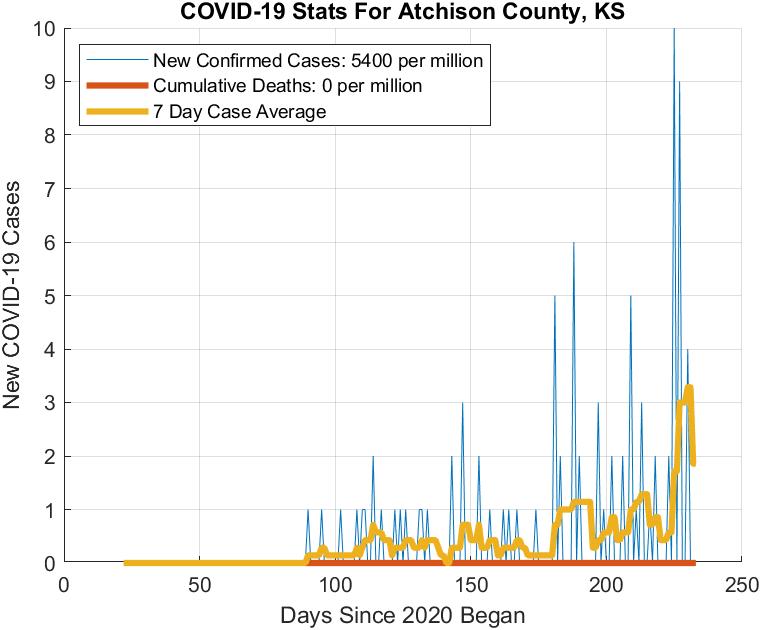 COVID-19 Stats For Atchison County, KS
New Confirmed Cases: 5400 per million
Cumulative Deaths: 0 per million
7 Day Case Average
New COVID-19 Cases
10
9
8
7
6
5
4
3
2
1
0
0 50 100 150 200 250
Days Since 2020 Began